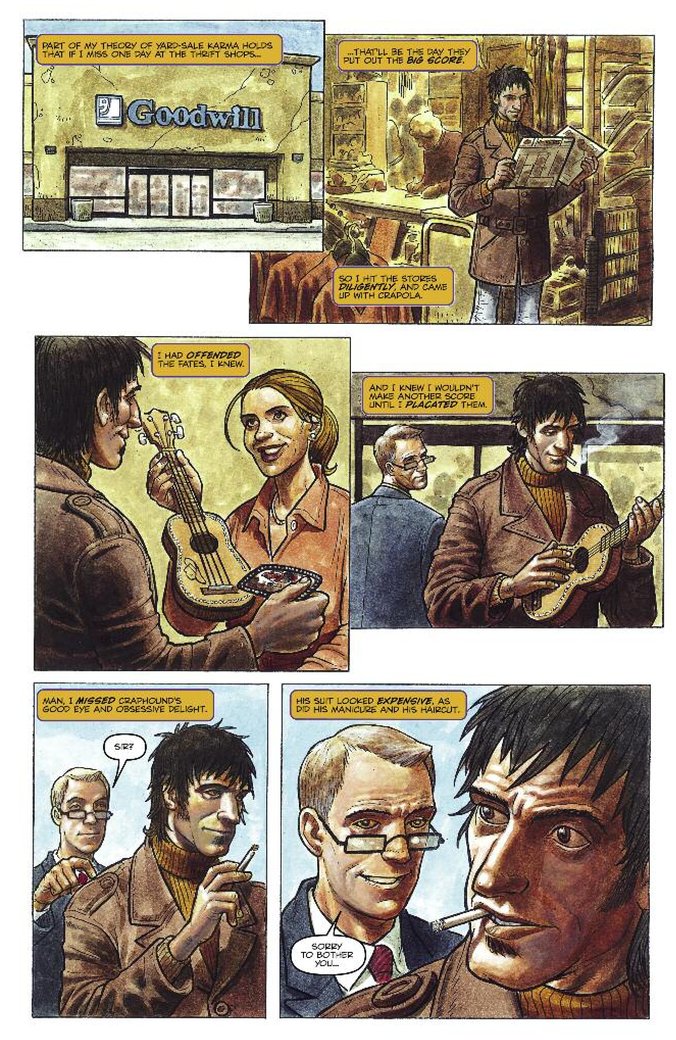 PART OF MY THEORY OF YARD-SALE KARMA HOLDS
THAT IF I MISS ONE DAY AT THE THRIFT SHOPS...
Goodwill
...THAT'LL BE THE DAY THEY
PUT OUT THE BIG SCORE.
SO I HIT THE STORES
DILIGENTLY, AND CAME
UP WITH CRAPOLA.
I HAD OFFENDED
THE FATES, I KNEW.
AND I KNEW I WOULDN'T
MAKE ANOTHER SCORE
UNTIL I PLACATED THEM.
MAN, I MISSED CRAPHOUND'S
GOOD EYE AND OBSESSIVE DELIGHT.
SIR?
HIS SUIT LOOKED EXPENSIVE, AS
DID HIS MANICURE AND HIS HAIRCUT.
SORRY
TO BOTHER
YOU...